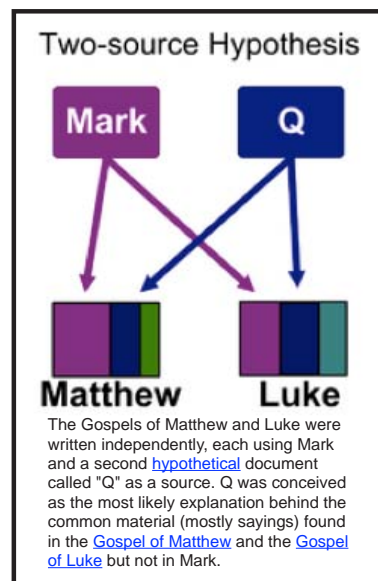 Two-source Hypothesis
Mark Q
Matthew Luke
The Gospels of Matthew and Luke were
written independently, each using Mark
and a second hypothetical document
called "Q" as a source. Q was conceived
as the most likely explanation behind the
common material (mostly sayings) found
in the Gospel of Matthew and the Gospel
of Luke but not in Mark.